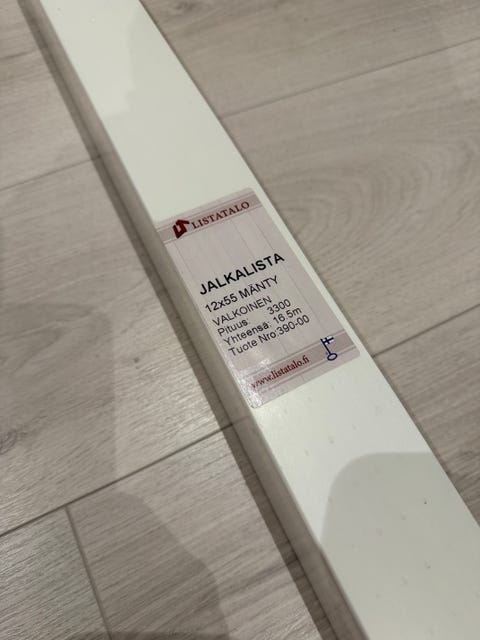 LISTATALO
JALKALISTA
12x55 MÄNTY
VALKOINEN
Pituus: 3300
Yhteensä: 16.5m
Tuote Nro:390-00
www.listatalo.fi